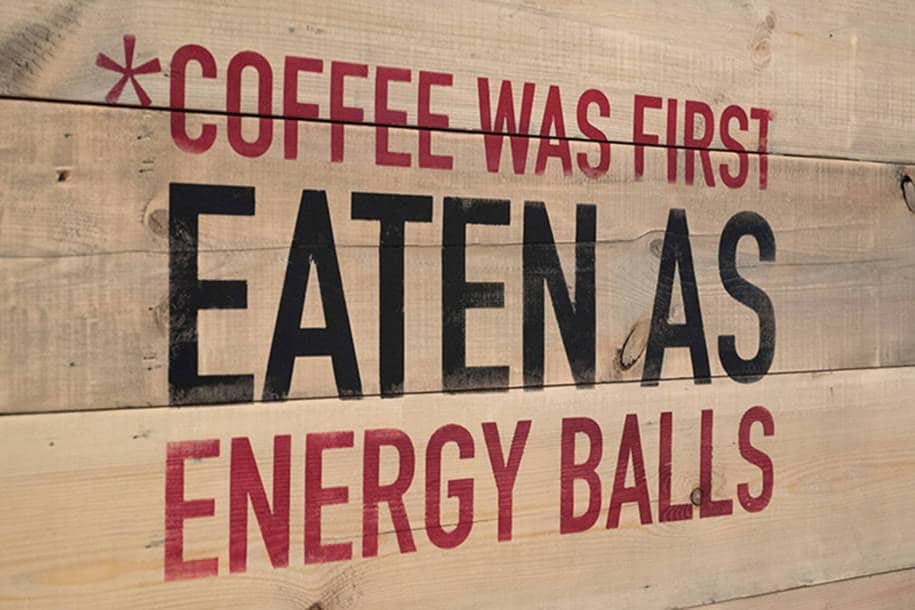 *COFFEE WAS FIRST
EATEN AS
ENERGY BALLS